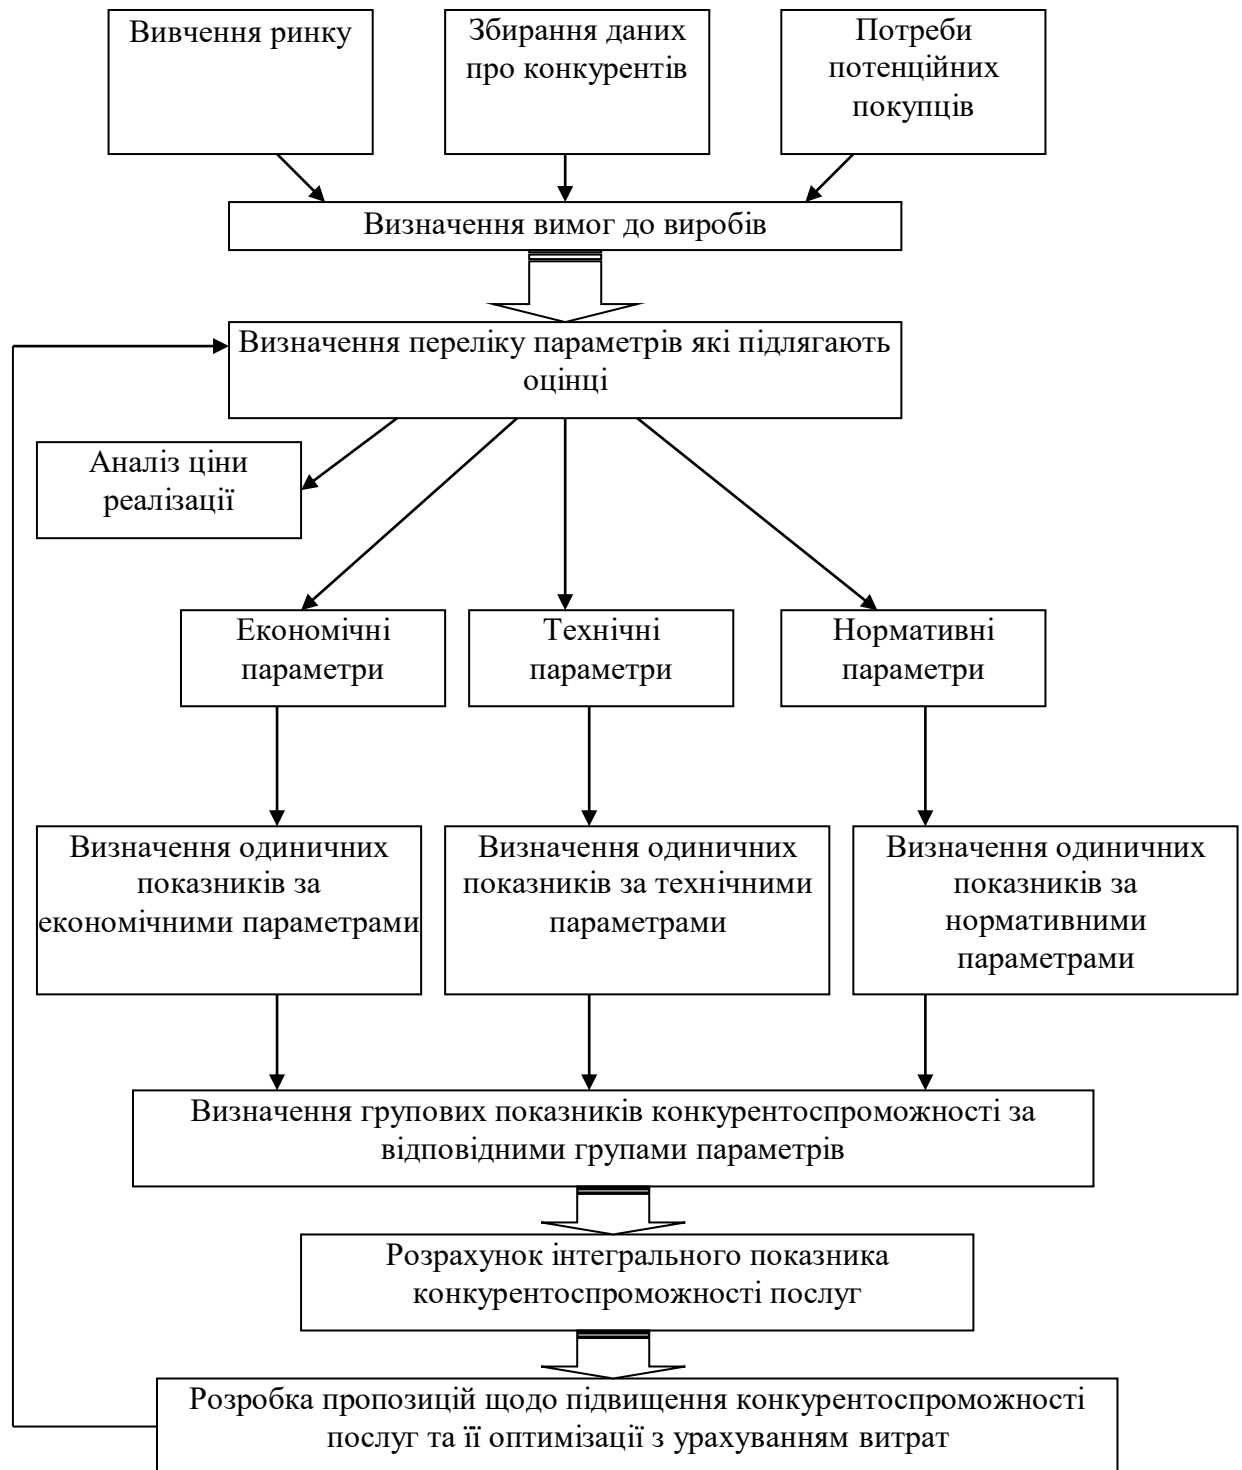 Вивчення ринку
Збирання даних
про конкурентів
Потреби
потенційних
покупців
Визначення вимог до виробів
Визначення переліку параметрів які підлягають
оцінці
Аналіз ціни
реалізації
Економічні
параметри
Технічні
параметри
Нормативні
параметри
Визначення одиничних
показників за
економічними параметрами
Визначення одиничних
показників за технічними
параметрами
Визначення одиничних
показників за
нормативними
параметрами
Визначення групових показників конкурентоспроможності за
відповідними групами параметрів
Розрахунок інтегрального показника
конкурентоспроможності послуг
Розробка пропозицій щодо підвищення конкурентоспроможності
послуг та її оптимізації з урахуванням витрат